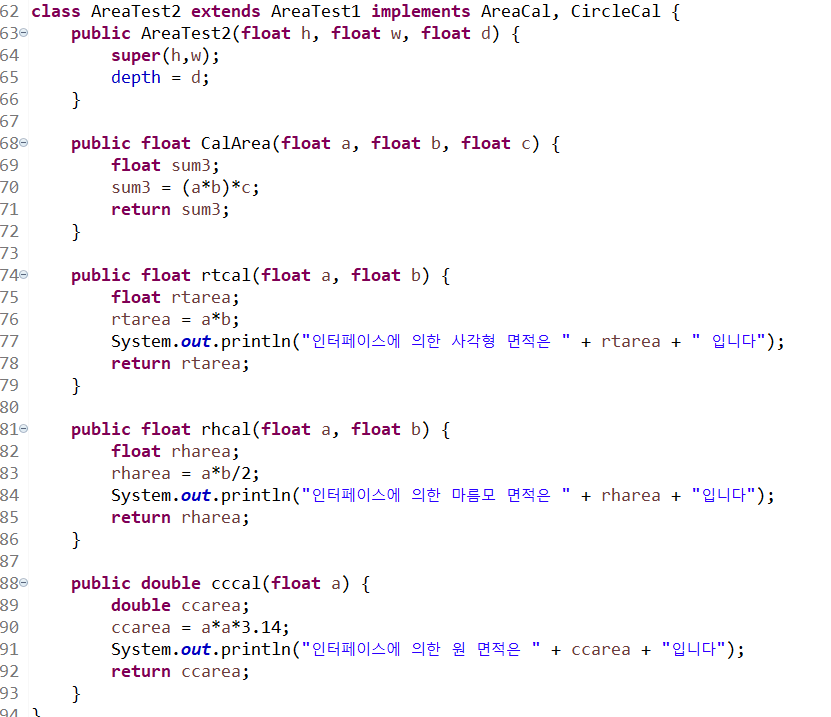 62 class AreaTest2 extends AreaTest1 implements AreaCal, CircleCal {
63     public AreaTest2(float h, float w, float d) {
64         super(h,w);
65         depth = d;
66     }
67
68     public float CalArea(float a, float b, float c) {
69         float sum3;
70         sum3 = (a*b)*c;
71         return sum3;
72     }
73
74     public float rtcal(float a, float b) {
75         float rtarea;
76         rtarea = a*b;
77         System.out.println("인터페이스에 의한 사각형 면적은 " + rtarea + " 입니다");
78         return rtarea;
79     }
80
81     public float rhcal(float a, float b) {
82         float rharea;
83         rharea = a*b/2;
84         System.out.println("인터페이스에 의한 마름모 면적은 " + rharea + "입니다");
85         return rharea;
86     }
87
88     public double cccal(float a) {
89         double ccarea;
90         ccarea = a*a*3.14;
91         System.out.println("인터페이스에 의한 원 면적은 " + ccarea + "입니다");
92         return ccarea;
93     }
94 }